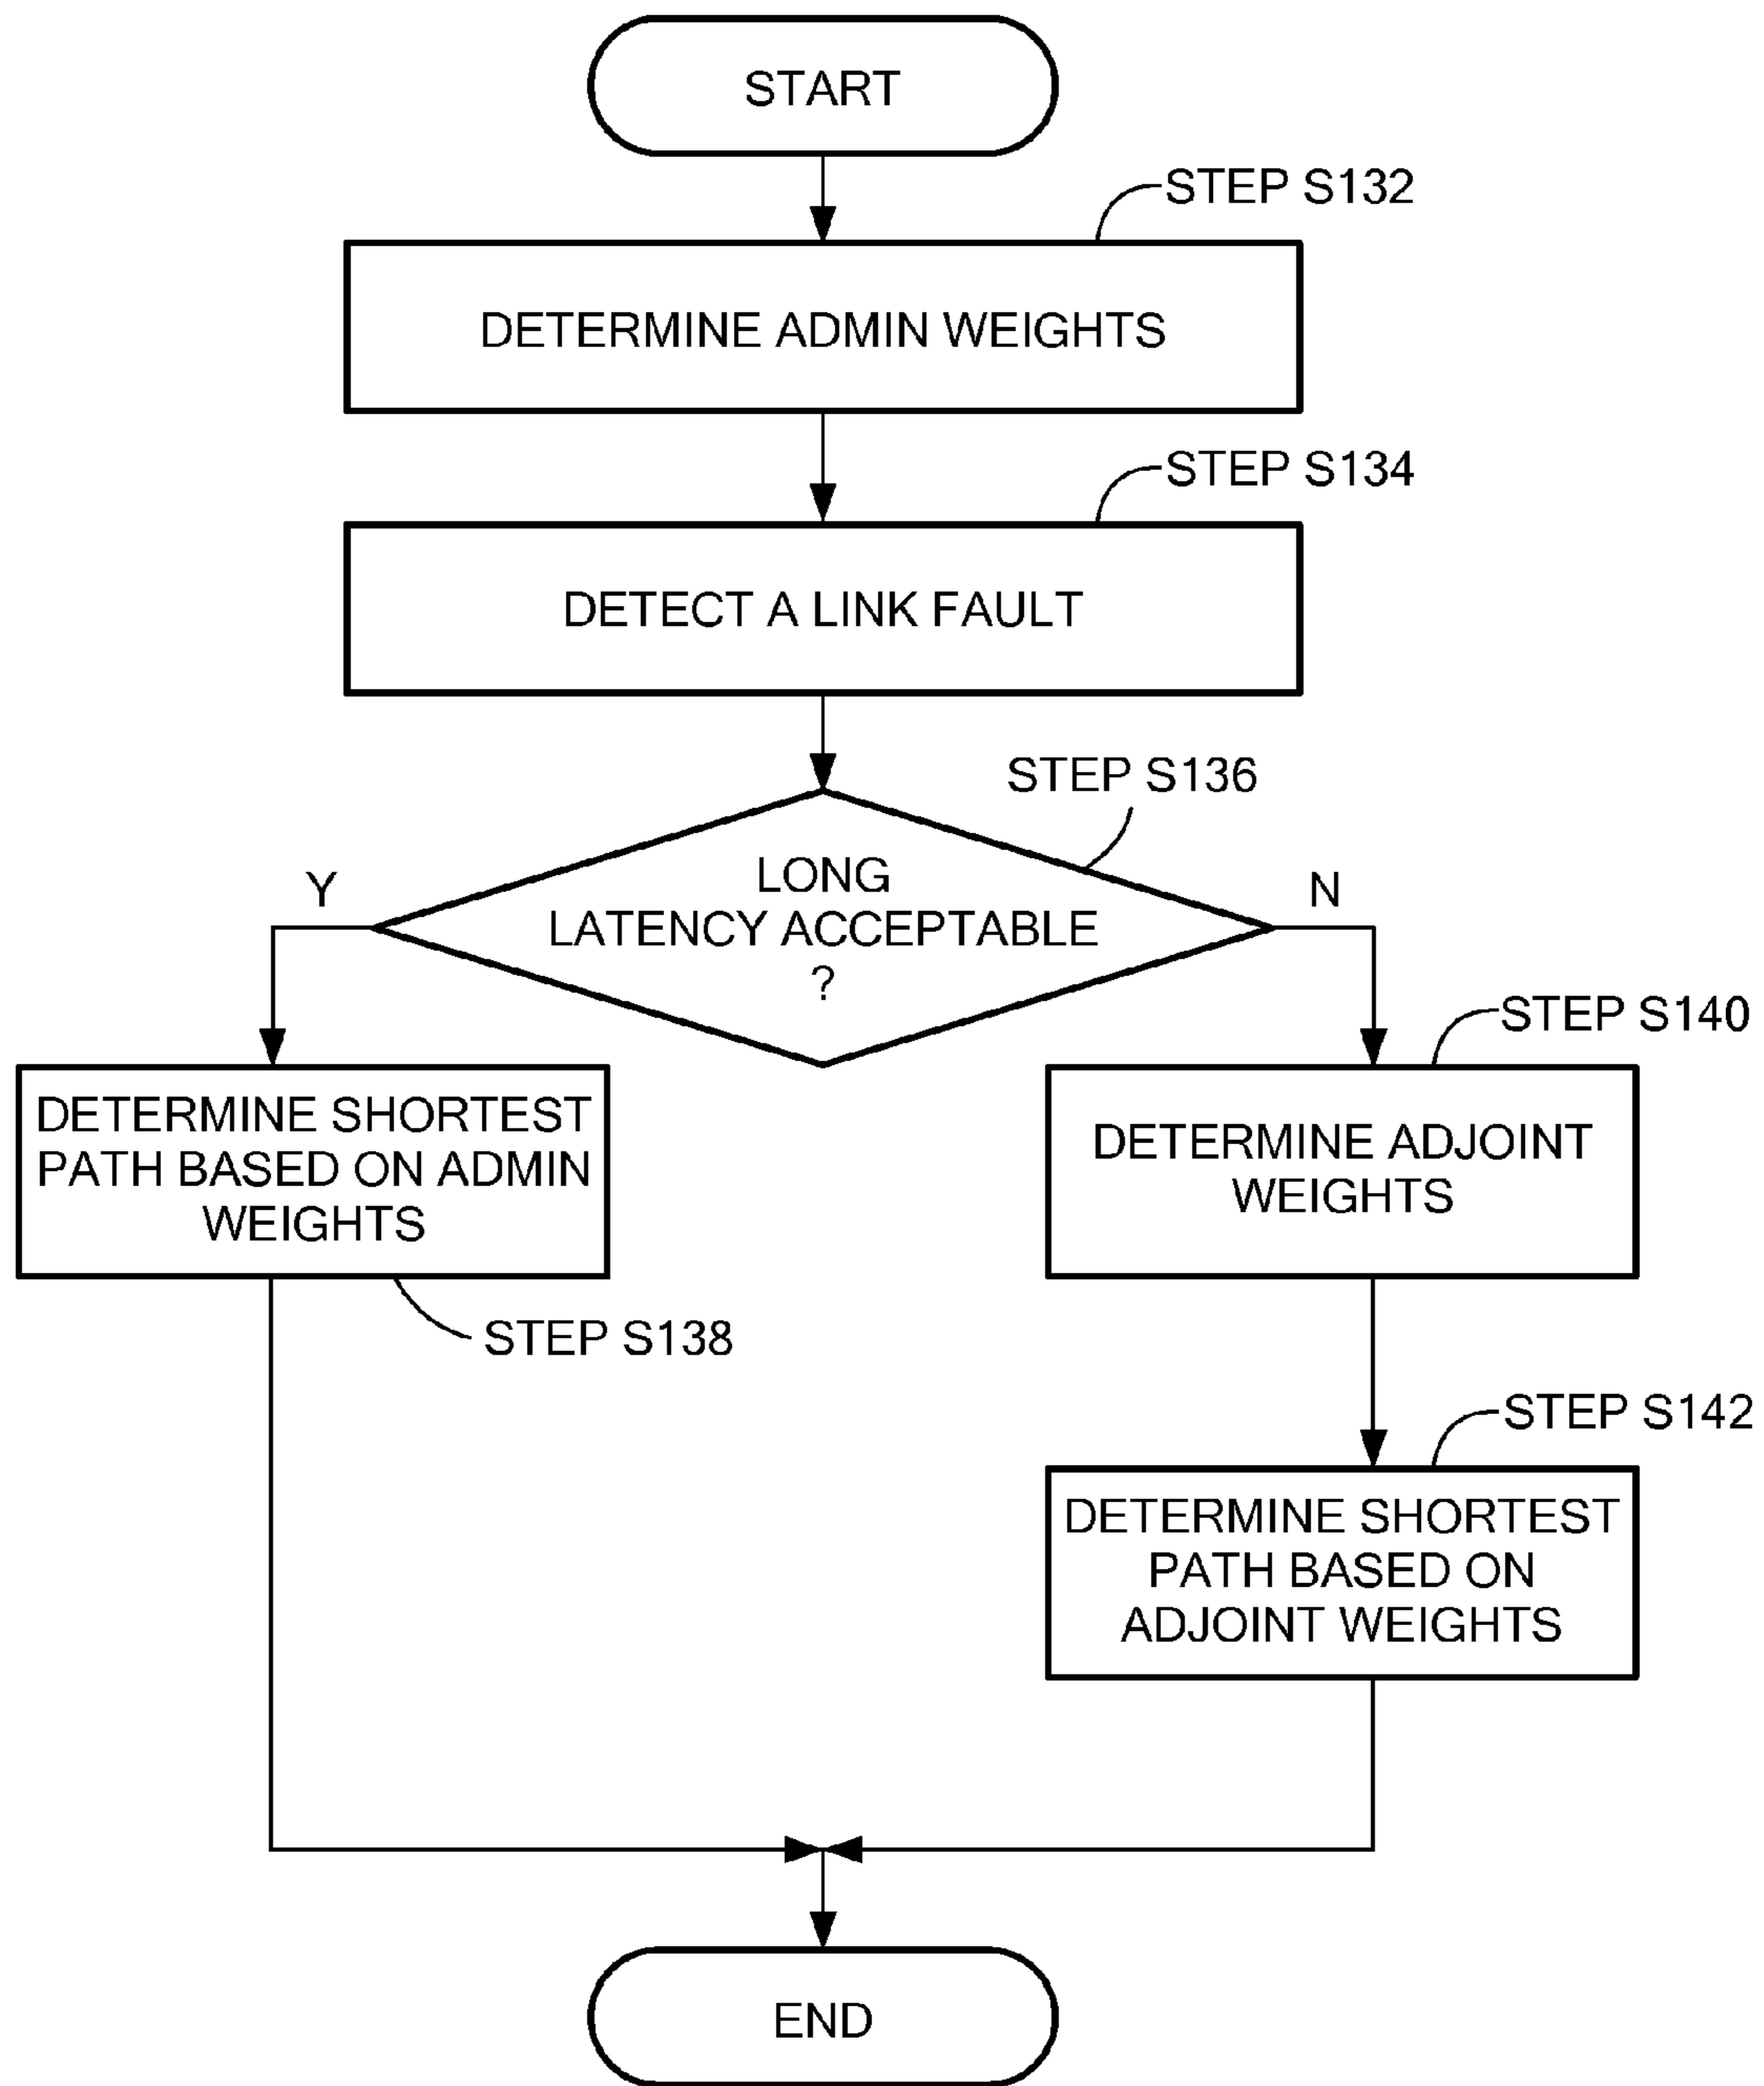 START
STEP S132
DETERMINE ADMIN WEIGHTS
STEP S134
DETECT A LINK FAULT
STEP S136
LONG
LATENCY ACCEPTABLE
?
Y
N
DETERMINE SHORTEST
PATH BASED ON ADMIN
WEIGHTS
STEP S138
STEP S140
DETERMINE ADJOINT
WEIGHTS
STEP S142
DETERMINE SHORTEST
PATH BASED ON
ADJOINT WEIGHTS
END